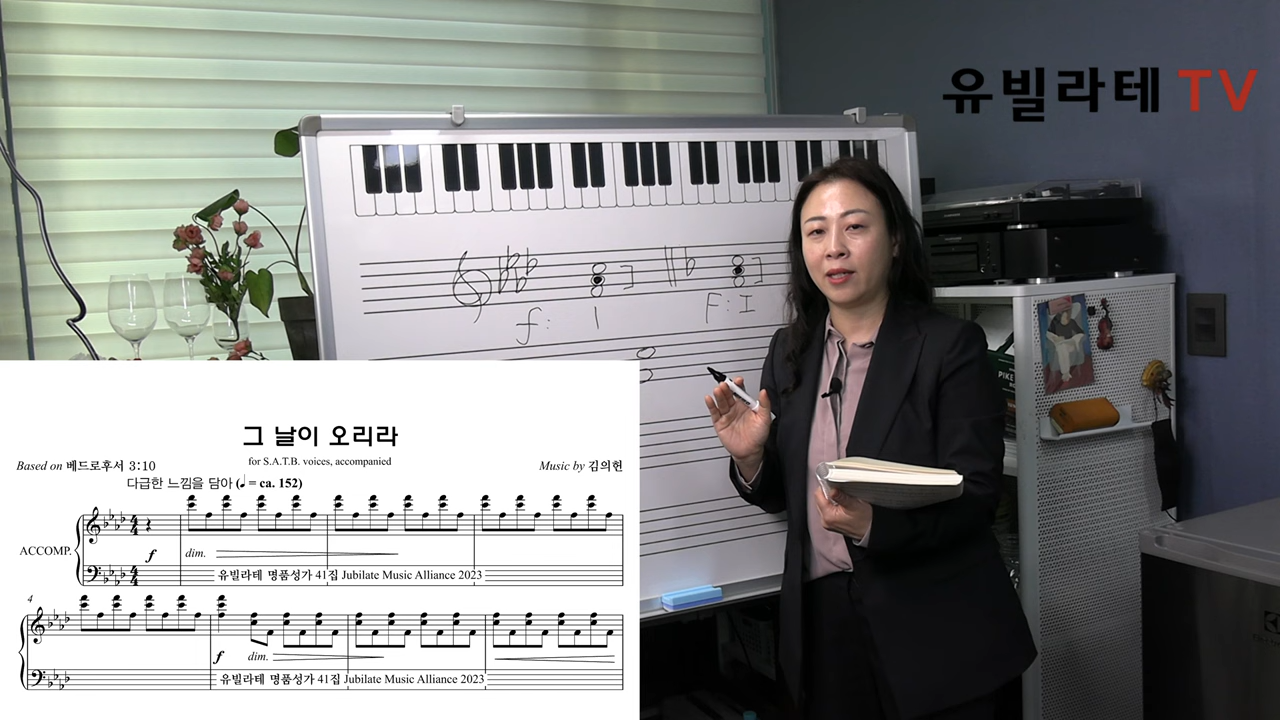 유빌라테 TV
f: I
F: I
PIKE
그 날이 오리라
for S.A.T.B. voices, accompanied
Based on 베드로후서 3:10
Music by 김의헌
다급한 느낌을 담아 (♩ = ca. 152)
ACCOMP.
f
dim.
유빌라테 명품성가 41집 Jubilate Music Alliance 2023
4
f
dim.
유빌라테 명품성가 41집 Jubilate Music Alliance 2023